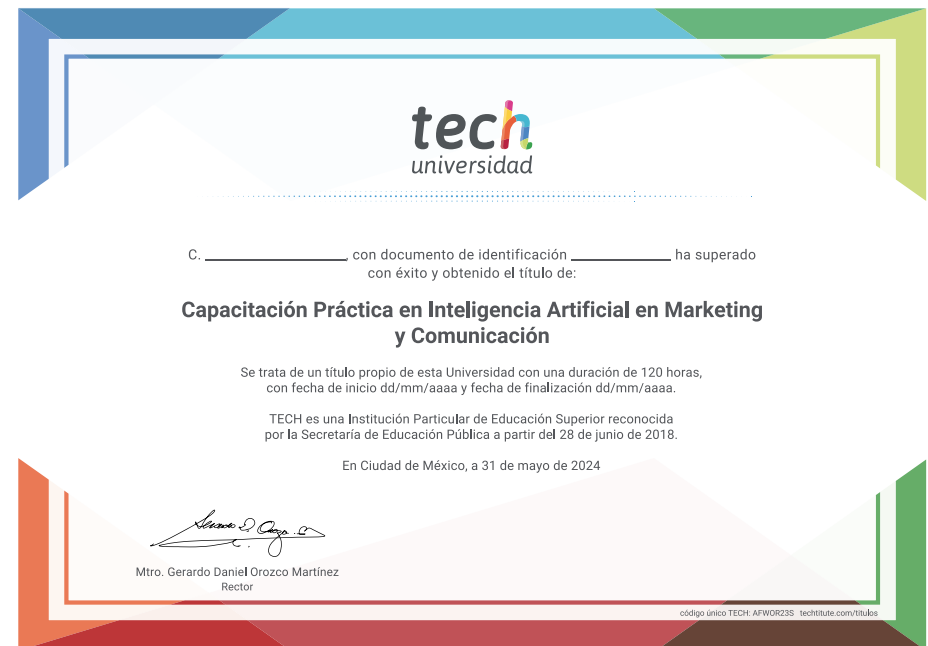 tech
universidad
C. ____________________, con documento de identificación ______________ ha superado
con éxito y obtenido el título de:
Capacitación Práctica en Inteligencia Artificial en Marketing
y Comunicación
Se trata de un título propio de esta Universidad con una duración de 120 horas,
con fecha de inicio dd/mm/aaaa y fecha de finalización dd/mm/aaaa.
TECH es una Institución Particular de Educación Superior reconocida
por la Secretaría de Educación Pública a partir del 28 de junio de 2018.
En Ciudad de México, a 31 de mayo de 2024
Mtro. Gerardo Daniel Orozco Martínez
Rector
código único TECH: AFWOR23S techtitute.com/titulos